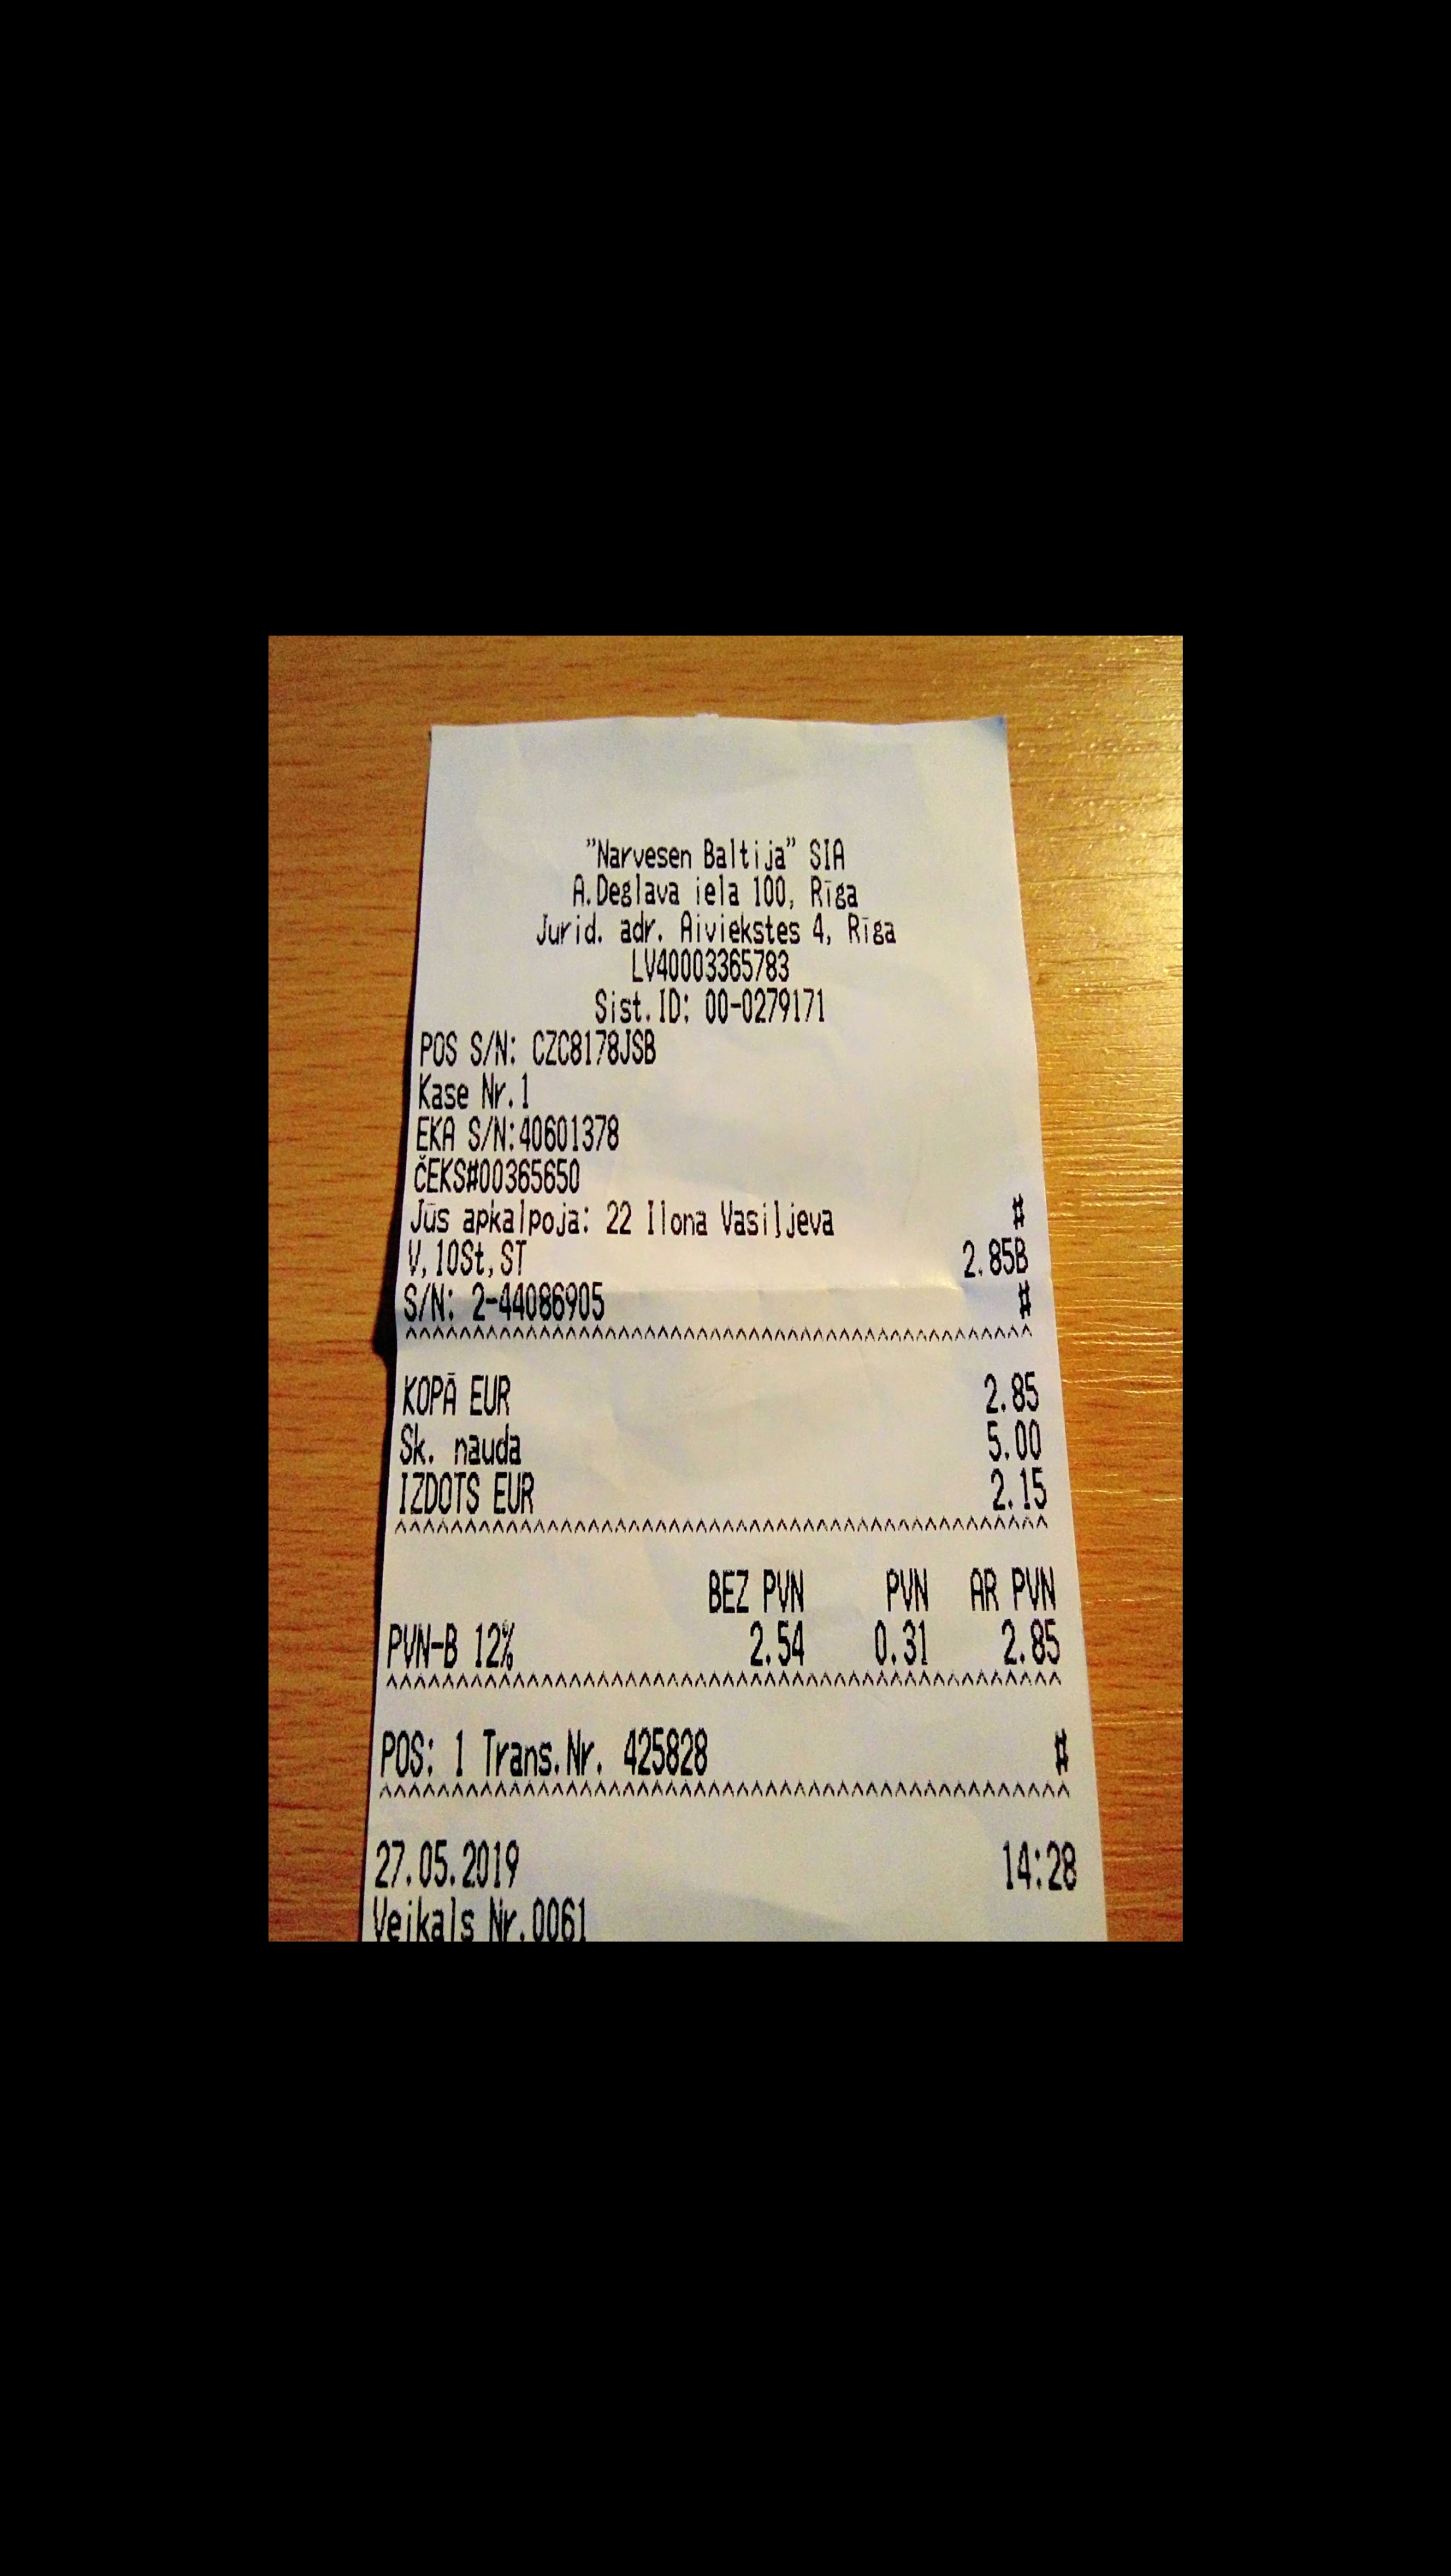 "Narvesen Baltija" SIA
A.Deglava iela 100, Rīga
Jurid. adr. Aiviekstes 4, Rīga
LV40003365783
Sist.ID: 00-0279171
POS S/N: CZC8178JSB
Kase Nr.1
EKA S/N:40601378
ČEKS#00365650
Jūs apkalpoja: 22 Ilona Vasiļjeva #
V,10St,ST 2.85B
S/N: 2-44086905 #
^^^^^^^^^^^^^^^^^^^^^^^^^^^^^^^^^^^^^^^^^^^^^^^^
KOPĀ EUR 2.85
Sk. nauda 5.00
IZDOTS EUR 2.15
^^^^^^^^^^^^^^^^^^^^^^^^^^^^^^^^^^^^^^^^^^^^^^^^
BEZ PVN PVN AR PVN
PVN-B 12% 2.54 0.31 2.85
^^^^^^^^^^^^^^^^^^^^^^^^^^^^^^^^^^^^^^^^^^^^^^^^
POS: 1 Trans.Nr. 425828 #
^^^^^^^^^^^^^^^^^^^^^^^^^^^^^^^^^^^^^^^^^^^^^^^^
27.05.2019 14:28
Veikals Nr.0061